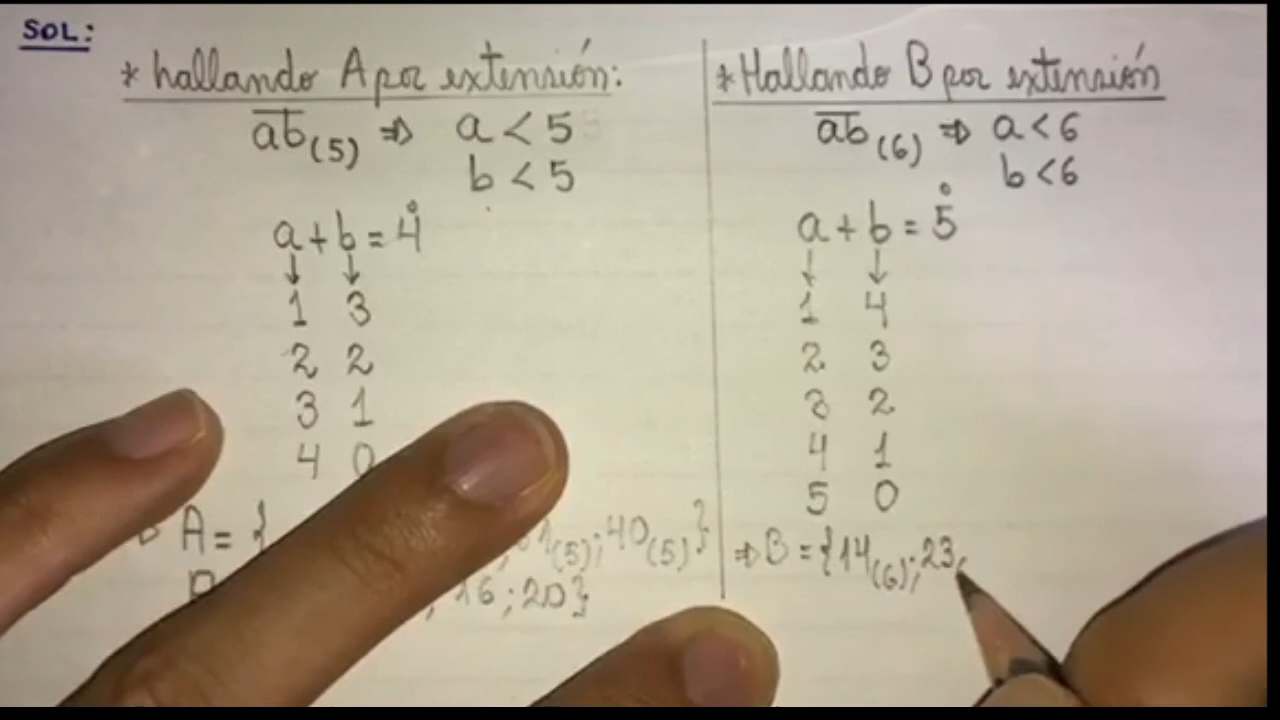 SOL:
* hallando A por extensión:
ab(5) ⇒ a < 5
b < 5
a + b = 4°
↓ ↓
1 3
2 2
3 1
4 0
A = {
(5); 40(5)}
16; 20}
* Hallando B por extensión
ab(6) ⇒ a < 6
b < 6
a + b = 5°
↓ ↓
1 4
2 3
3 2
4 1
5 0
⇒ B = {14(6); 23